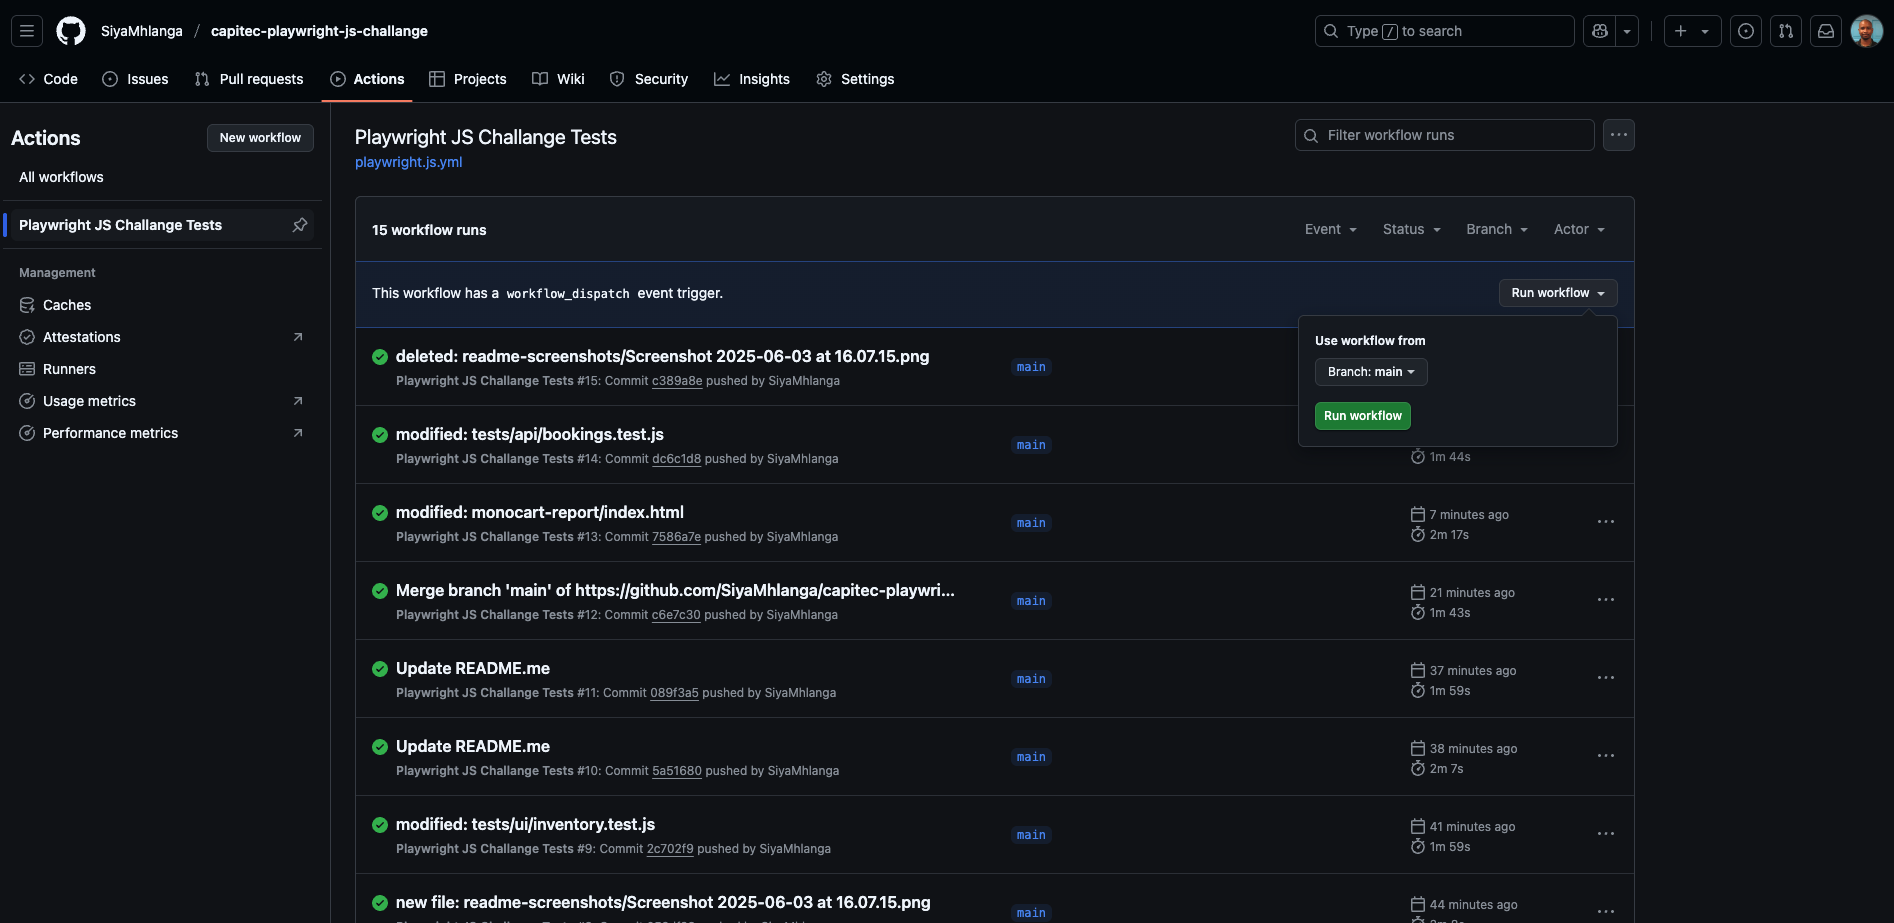 SiyaMhlanga / capitec-playwright-js-challange
Type / to search
Code
Issues
Pull requests
Actions
Projects
Wiki
Security
Insights
Settings
Actions
New workflow
All workflows
Playwright JS Challange Tests
Management
Caches
Attestations
Runners
Usage metrics
Performance metrics
Playwright JS Challange Tests
playwright.js.yml
Filter workflow runs
15 workflow runs
Event
Status
Branch
Actor
This workflow has a workflow_dispatch event trigger.
Run workflow
Use workflow from
Branch: main
Run workflow
deleted: readme-screenshots/Screenshot 2025-06-03 at 16.07.15.png
Playwright JS Challange Tests #15: Commit c389a8e pushed by SiyaMhlanga
main
modified: tests/api/bookings.test.js
Playwright JS Challange Tests #14: Commit dc6c1d8 pushed by SiyaMhlanga
main
1m 44s
modified: monocart-report/index.html
Playwright JS Challange Tests #13: Commit 7586a7e pushed by SiyaMhlanga
main
7 minutes ago
2m 17s
Merge branch 'main' of https://github.com/SiyaMhlanga/capitec-playwri...
Playwright JS Challange Tests #12: Commit c6e7c30 pushed by SiyaMhlanga
main
21 minutes ago
1m 43s
Update README.me
Playwright JS Challange Tests #11: Commit 089f3a5 pushed by SiyaMhlanga
main
37 minutes ago
1m 59s
Update README.me
Playwright JS Challange Tests #10: Commit 5a51680 pushed by SiyaMhlanga
main
38 minutes ago
2m 7s
modified: tests/ui/inventory.test.js
Playwright JS Challange Tests #9: Commit 2c702f9 pushed by SiyaMhlanga
main
41 minutes ago
1m 59s
new file: readme-screenshots/Screenshot 2025-06-03 at 16.07.15.png
main
44 minutes ago